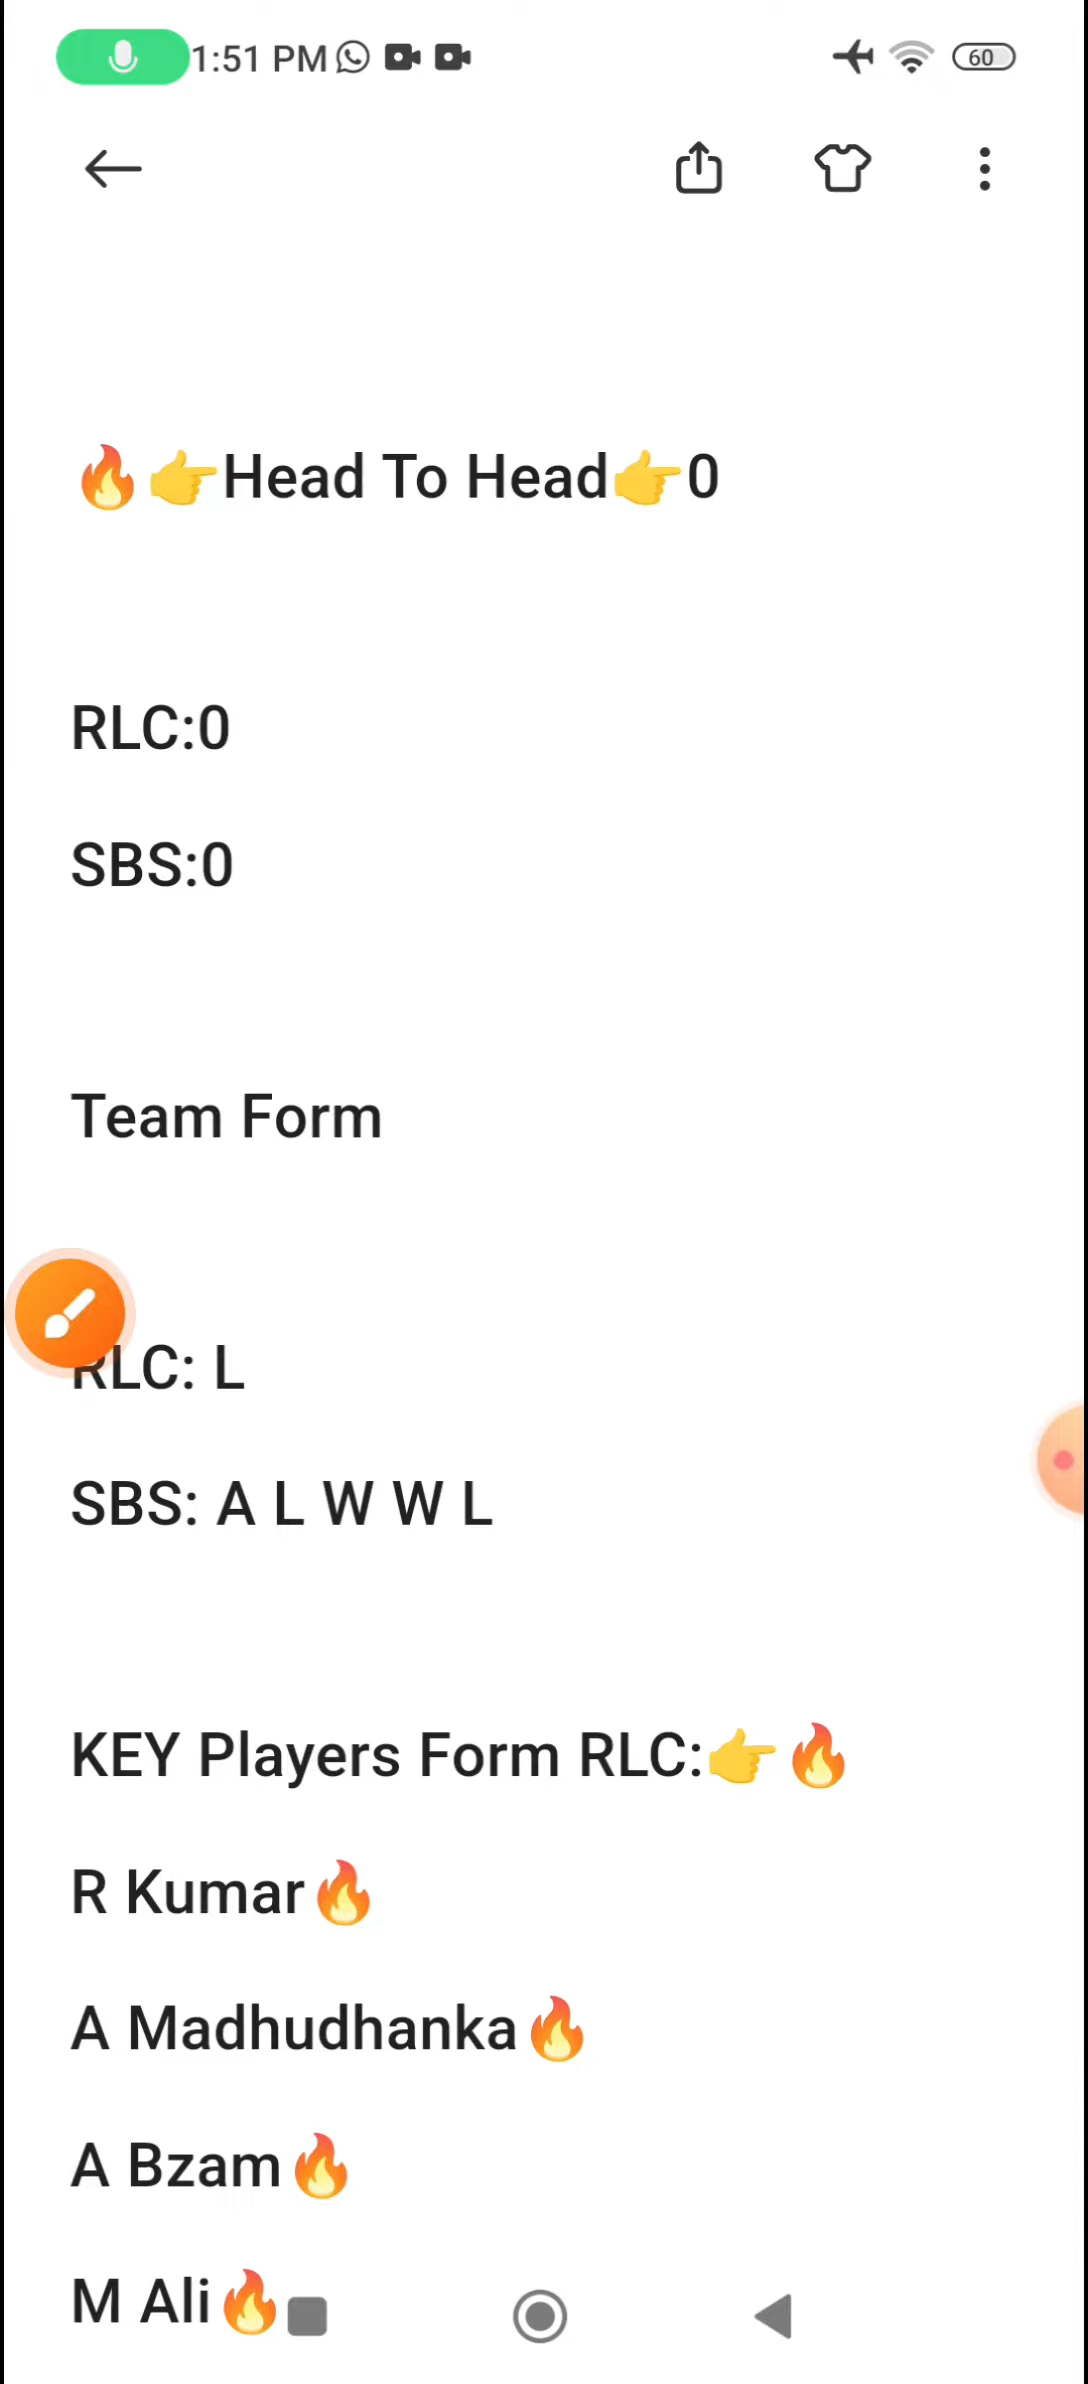 1:51 PM
60
🔥👉Head To Head👉0
RLC:0
SBS:0
Team Form
RLC: L
SBS: A L W W L
KEY Players Form RLC:👉🔥
R Kumar🔥
A Madhudhanka🔥
A Bzam🔥
M Ali🔥